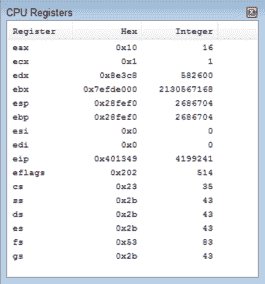 CPU Registers
Register Hex Integer
eax 0x10 16
ecx 0x1 1
edx 0x8e3c8 582600
ebx 0x7efde000 2130567168
esp 0x28fef0 2686704
ebp 0x28fef0 2686704
esi 0x0 0
edi 0x0 0
eip 0x401349 4199241
eflags 0x202 514
cs 0x23 35
ss 0x2b 43
ds 0x2b 43
es 0x2b 43
fs 0x53 83
gs 0x2b 43